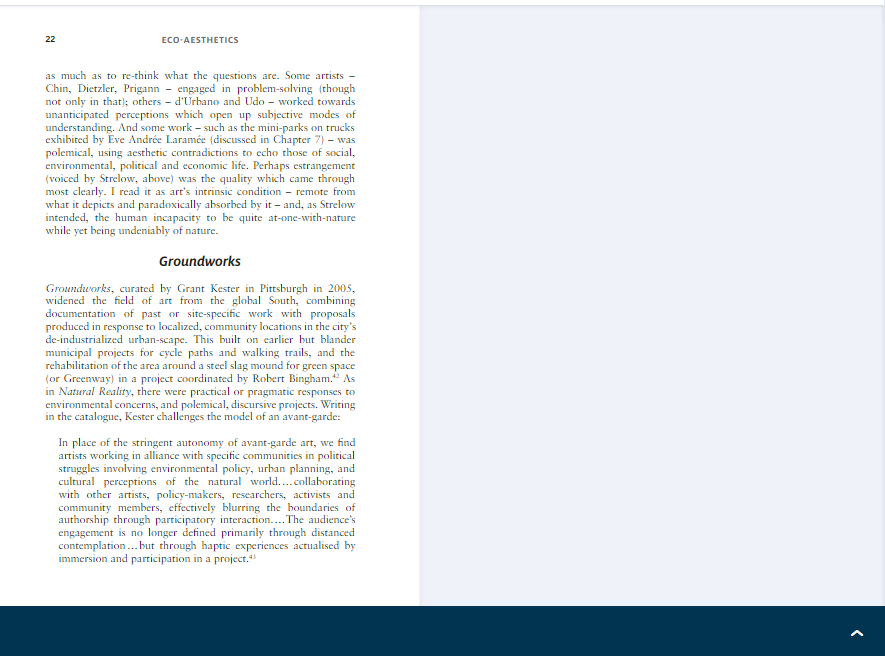 22
ECO-AESTHETICS
as much as to re-think what the questions are. Some artists –
Chin, Dietzler, Prigann – engaged in problem-solving (though
not only in that); others – d'Urbano and Udo – worked towards
unanticipated perceptions which open up subjective modes of
understanding. And some work – such as the mini-parks on trucks
exhibited by Eve Andrée Laramée (discussed in Chapter 7) – was
polemical, using aesthetic contradictions to echo those of social,
environmental, political and economic life. Perhaps estrangement
(voiced by Strelow, above) was the quality which came through
most clearly. I read it as art's intrinsic condition – remote from
what it depicts and paradoxically absorbed by it – and, as Strelow
intended, the human incapacity to be quite at-one-with-nature
while yet being undeniably of nature.
Groundworks
Groundworks, curated by Grant Kester in Pittsburgh in 2005,
widened the field of art from the global South, combining
documentation of past or site-specific work with proposals
produced in response to localized, community locations in the city's
de-industrialized urban-scape. This built on earlier but blander
municipal projects for cycle paths and walking trails, and the
rehabilitation of the area around a steel slag mound for green space
(or Greenway) in a project coordinated by Robert Bingham.42 As
in Natural Reality, there were practical or pragmatic responses to
environmental concerns, and polemical, discursive projects. Writing
in the catalogue, Kester challenges the model of an avant-garde:
In place of the stringent autonomy of avant-garde art, we find
artists working in alliance with specific communities in political
struggles involving environmental policy, urban planning, and
cultural perceptions of the natural world.…collaborating
with other artists, policy-makers, researchers, activists and
community members, effectively blurring the boundaries of
authorship through participatory interaction.…The audience's
engagement is no longer defined primarily through distanced
contemplation…but through haptic experiences actualised by
immersion and participation in a project.43